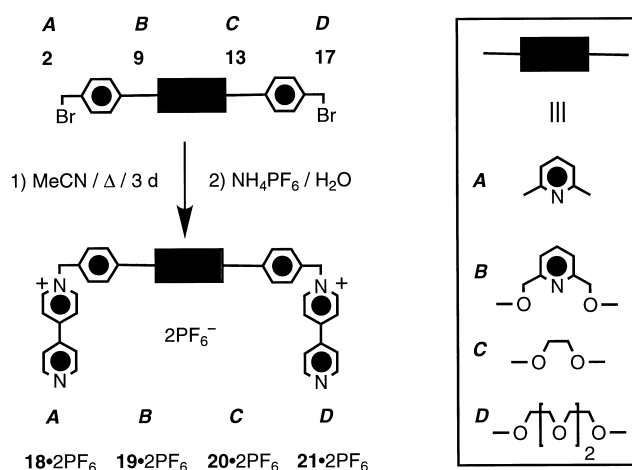 A B C D
2 9 13 17
Br Br
1) MeCN / Δ / 3 d 2) NH4PF6 / H2O
+ N N +
2PF6–
N N
A B C D
18•2PF6 19•2PF6 20•2PF6 21•2PF6
A
N
B
N
O O
C
O O
D
O O O
2